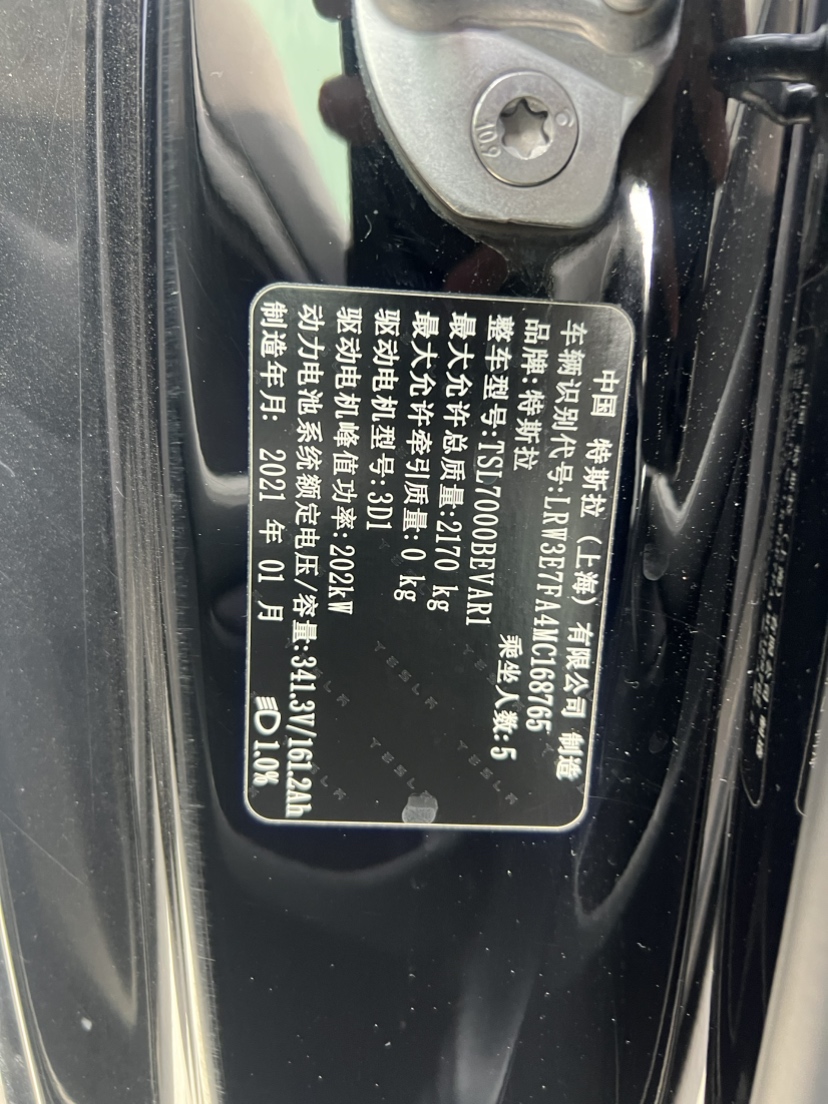 中国 特斯拉（上海）有限公司 制造
车辆识别代号:LRW3E7FA4MC168765
品牌:特斯拉 乘坐人数:5
整车型号:TSL7000BEVAR1
最大允许总质量:2170 kg
最大允许牵引质量:0 kg
驱动电机型号:3D1
驱动电机峰值功率:202kW
动力电池系统额定电压/容量:341.3V/161.2Ah
制造年月: 2021 年 01 月 1.0%
TESLA
TESLA
TESLA
10.9